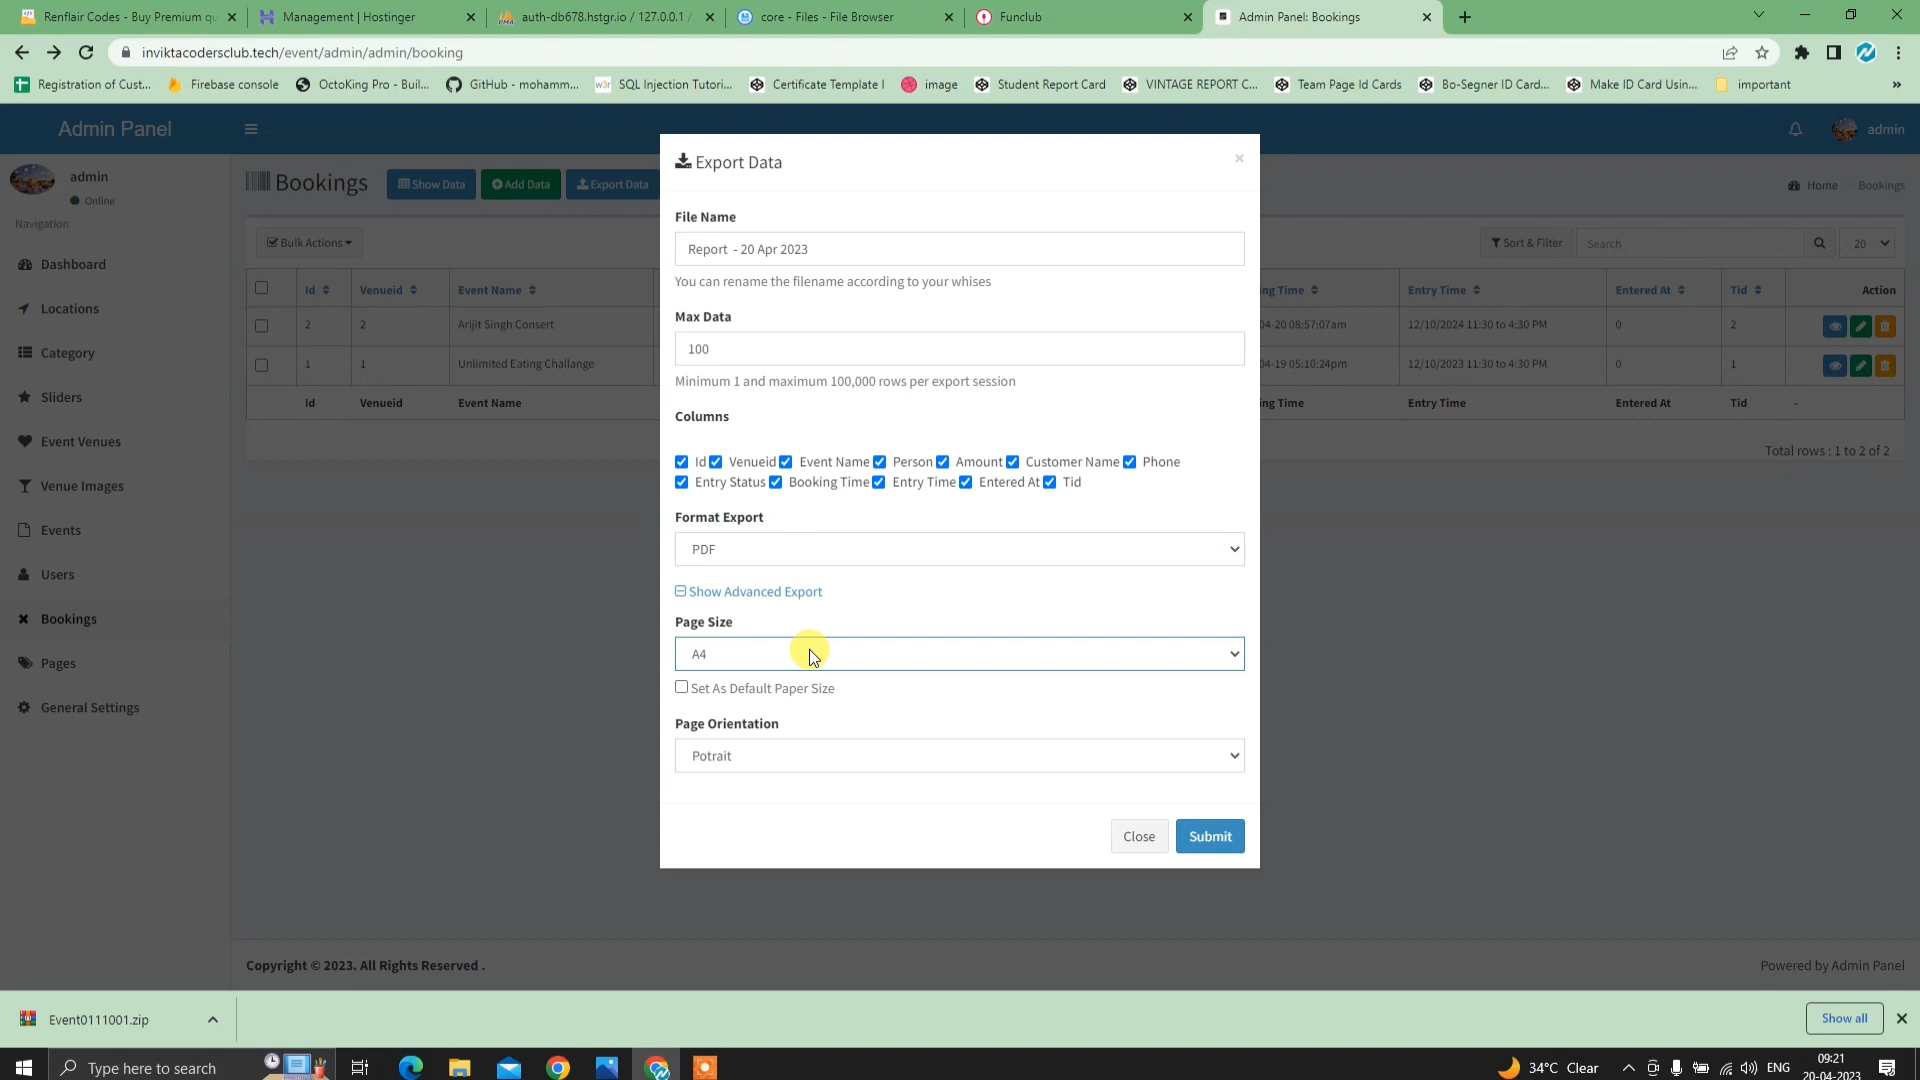 Renflair Codes - Buy Premium qu
Management | Hostinger
auth-db678.hstgr.io / 127.0.0.1 /
core - Files - File Browser
Funclub
Admin Panel: Bookings
inviktacodersclub.tech/event/admin/admin/booking
Registration of Cust...
Firebase console
OctoKing Pro - Buil...
GitHub - mohamm...
SQL Injection Tutori...
Certificate Template I
image
Student Report Card
VINTAGE REPORT C...
Team Page Id Cards
Bo-Segner ID Card...
Make ID Card Usin...
important
»
Admin Panel
admin
admin
Online
Navigation
Dashboard
Locations
Category
Sliders
Event Venues
Venue Images
Events
Users
Bookings
Pages
General Settings
Bookings
Show Data
Add Data
Export Data
Home
Bookings
Bulk Actions
Sort & Filter
Search
20
Id
Venueid
Event Name
ng Time
Entry Time
Entered At
Tid
Action
2
2
Arijit Singh Consert
04-20 08:57:07am
12/10/2024 11:30 to 4:30 PM
0
2
1
1
Unlimited Eating Challange
04-19 05:10:24pm
12/10/2023 11:30 to 4:30 PM
0
1
Id
Venueid
Event Name
ng Time
Entry Time
Entered At
Tid
-
Total rows : 1 to 2 of 2
Export Data
×
File Name
Report - 20 Apr 2023
You can rename the filename according to your whises
Max Data
100
Minimum 1 and maximum 100,000 rows per export session
Columns
Id Venueid Event Name Person Amount Customer Name Phone
Entry Status Booking Time Entry Time Entered At Tid
Format Export
PDF
Show Advanced Export
Page Size
A4
Set As Default Paper Size
Page Orientation
Potrait
Close
Submit
Copyright © 2023. All Rights Reserved .
Powered by Admin Panel
Event0111001.zip
Show all
Type here to search
34°C Clear
ENG
09:21
20-04-2023